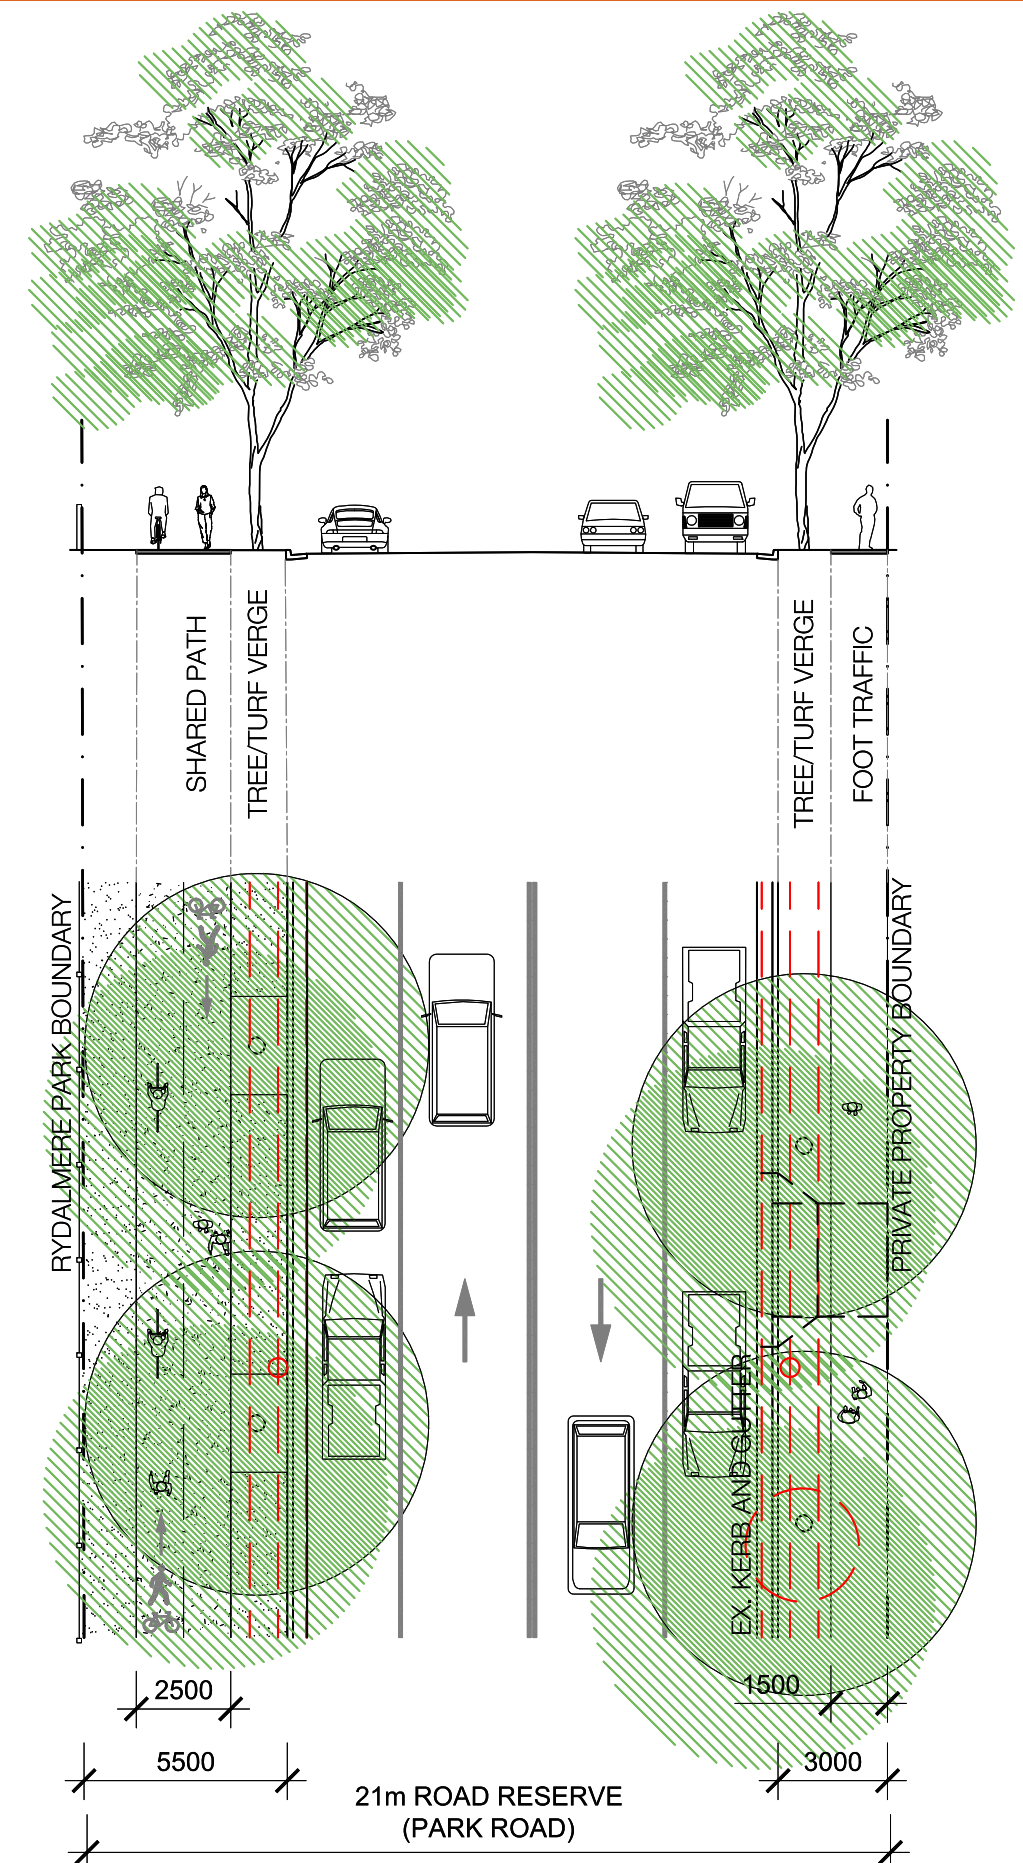 SHARED PATH
TREE/TURF VERGE
TREE/TURF VERGE
FOOT TRAFFIC
RYDALMERE PARK BOUNDARY
PRIVATE PROPERTY BOUNDARY
EX. KERB AND GUTTER
2500
1500
5500
3000
21m ROAD RESERVE
(PARK ROAD)